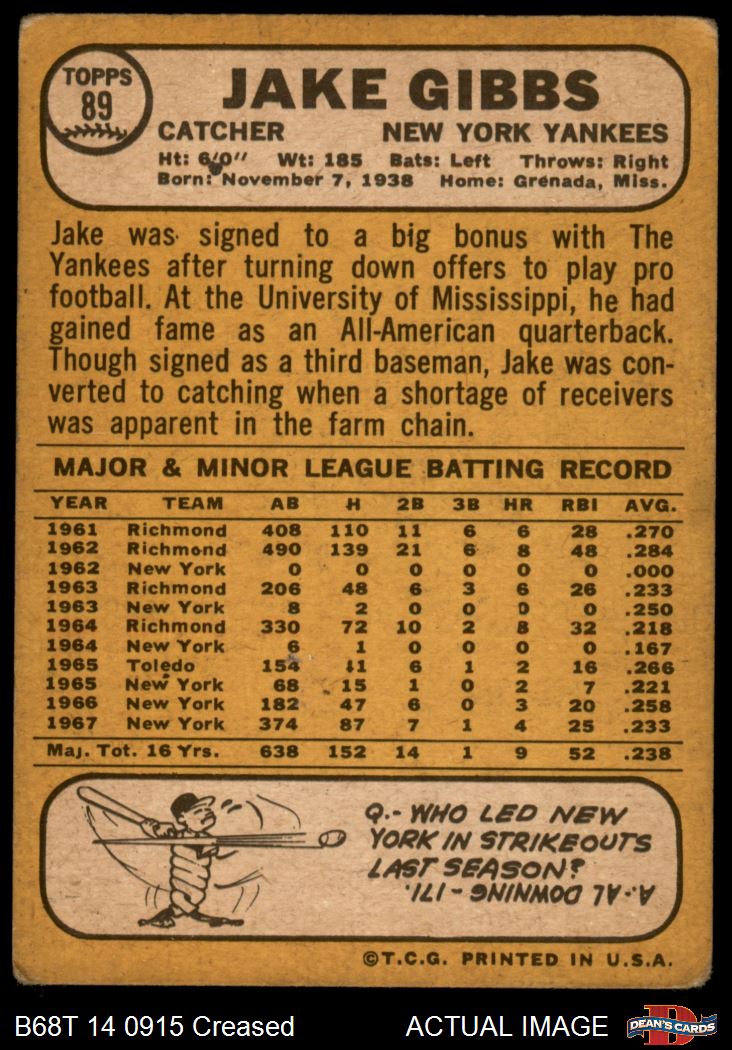 TOPPS
89
JAKE GIBBS
CATCHER NEW YORK YANKEES
Ht: 6'0" Wt: 185 Bats: Left Throws: Right
Born: November 7, 1938 Home: Grenada, Miss.
Jake was signed to a big bonus with The
Yankees after turning down offers to play pro
football. At the University of Mississippi, he had
gained fame as an All-American quarterback.
Though signed as a third baseman, Jake was con-
verted to catching when a shortage of receivers
was apparent in the farm chain.
MAJOR & MINOR LEAGUE BATTING RECORD
YEAR TEAM AB H 2B 3B HR RBI AVG.
1961 Richmond 408 110 11 6 6 28 .270
1962 Richmond 490 139 21 6 8 48 .284
1962 New York 0 0 0 0 0 0 .000
1963 Richmond 206 48 6 3 6 26 .233
1963 New York 8 2 0 0 0 0 .250
1964 Richmond 330 72 10 2 8 32 .218
1964 New York 6 1 0 0 0 0 .167
1965 Toledo 154 41 6 1 2 16 .266
1965 New York 68 15 1 0 2 7 .221
1966 New York 182 47 6 0 3 20 .258
1967 New York 374 87 7 1 4 25 .233
Maj. Tot. 16 Yrs. 638 152 14 1 9 52 .238
Q.- WHO LED NEW
YORK IN STRIKEOUTS
LAST SEASON?
A.- AL DOWNING - 171.
©T.C.G. PRINTED IN U.S.A.
B68T 14 0915 Creased ACTUAL IMAGE
D
DEAN'S CARDS